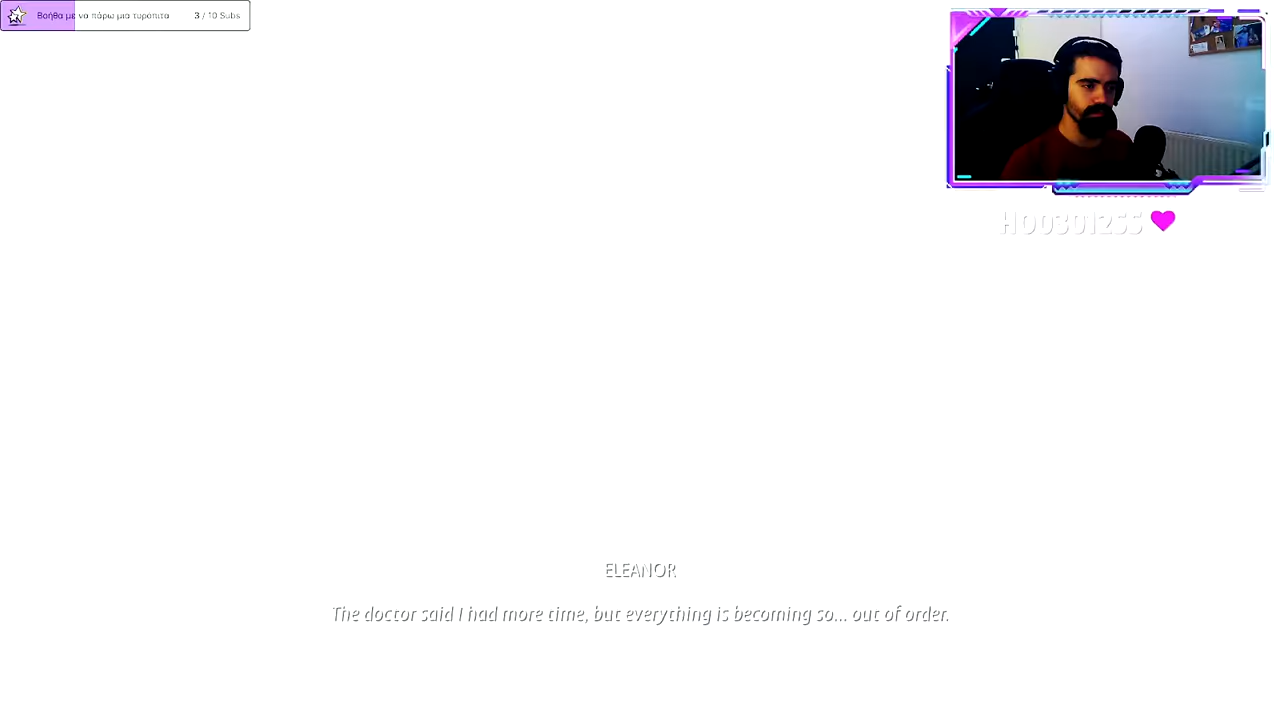 Βοήθα με να πάρω μια τυρόπιτα 3 / 10 Subs
H00301255
ELEANOR
The doctor said I had more time, but everything is becoming so... out of order.